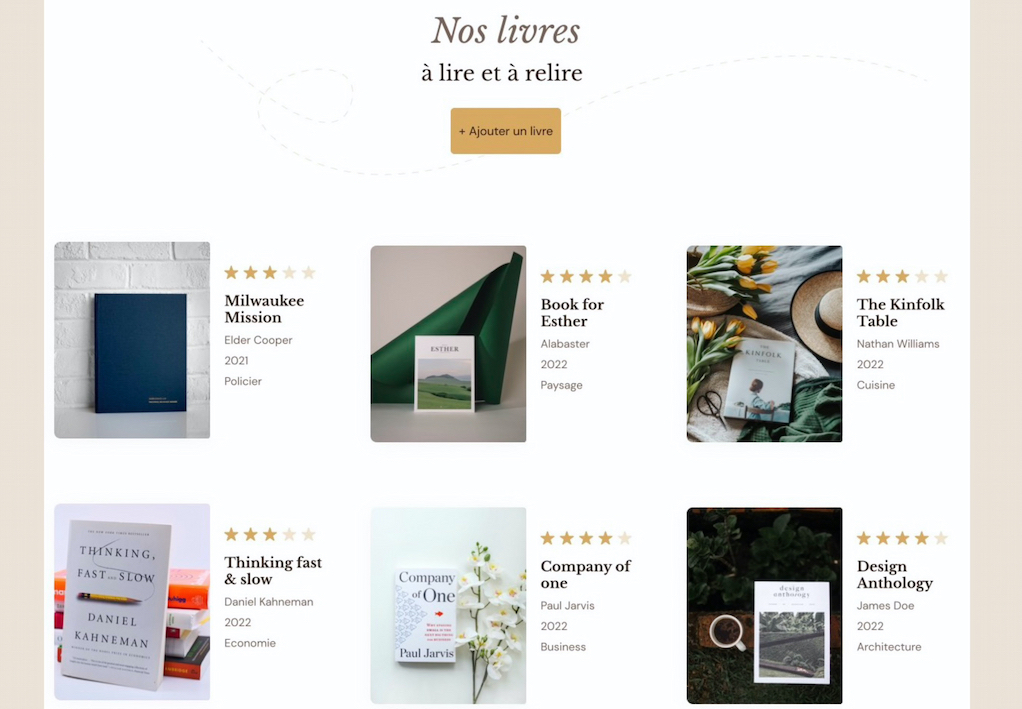 Nos livres
à lire et à relire
+ Ajouter un livre
Milwaukee
Mission
Elder Cooper
2021
Policier
ESTHER
Book for
Esther
Alabaster
2022
Paysage
THE
KINFOLK
TABLE
The Kinfolk
Table
Nathan Williams
2022
Cuisine
THINKING,
FAST AND SLOW
DANIEL
KAHNEMAN
Thinking fast
& slow
Daniel Kahneman
2022
Economie
Company
of One
Paul Jarvis
Company of
one
Paul Jarvis
2022
Business
design
anthology
Design
Anthology
James Doe
2022
Architecture